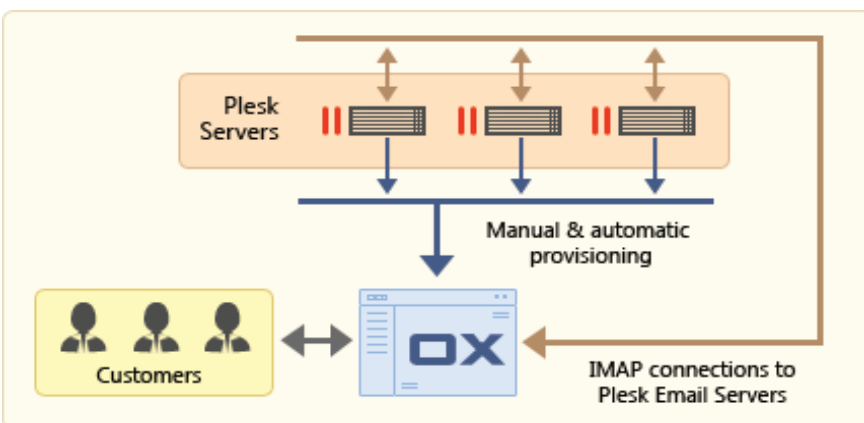 Plesk
Servers
Manual & automatic
provisioning
OX
Customers
IMAP connections to
Plesk Email Servers